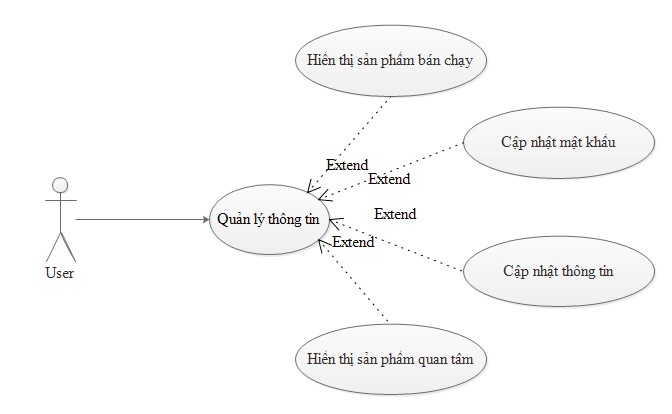 Hiển thị sản phẩm bán chạy
Cập nhật mật khẩu
Extend
Extend
Extend
Quản lý thông tin
Extend
User
Cập nhật thông tin
Hiển thị sản phẩm quan tâm